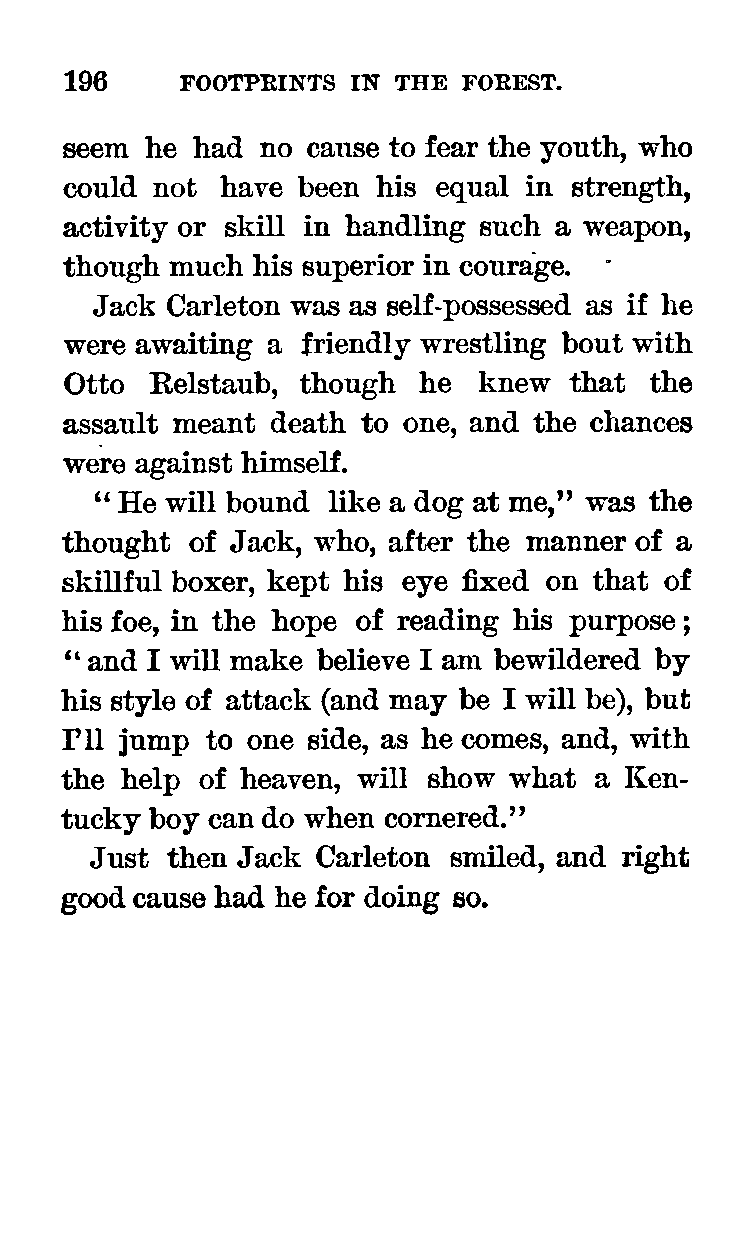 196 FOOTPRINTS IN THE FOREST.
seem he had no cause to fear the youth, who
could not have been his equal in strength,
activity or skill in handling such a weapon,
though much his superior in courage.
Jack Carleton was as self-possessed as if he
were awaiting a friendly wrestling bout with
Otto Relstaub, though he knew that the
assault meant death to one, and the chances
were against himself.
“He will bound like a dog at me,” was the
thought of Jack, who, after the manner of a
skillful boxer, kept his eye fixed on that of
his foe, in the hope of reading his purpose;
“and I will make believe I am bewildered by
his style of attack (and may be I will be), but
I'll jump to one side, as he comes, and, with
the help of heaven, will show what a Ken-
tucky boy can do when cornered.”
Just then Jack Carleton smiled, and right
good cause had he for doing so.